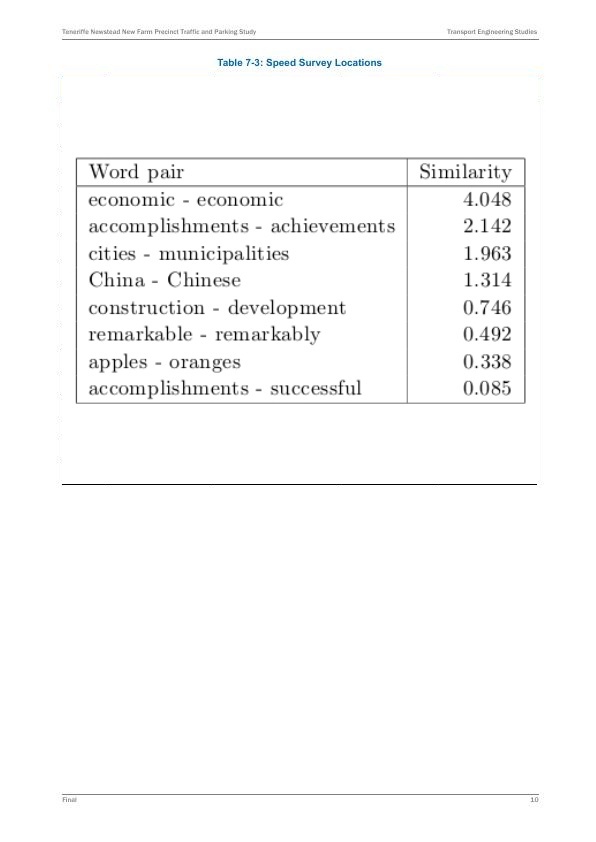 Teneriffe Newstead New Farm Precinct Traffic and Parking Study Transport Engineering Studies
Table 7-3: Speed Survey Locations
Word pair Similarity
economic - economic 4.048
accomplishments - achievements 2.142
cities - municipalities 1.963
China - Chinese 1.314
construction - development 0.746
remarkable - remarkably 0.492
apples - oranges 0.338
accomplishments - successful 0.085
Final 10